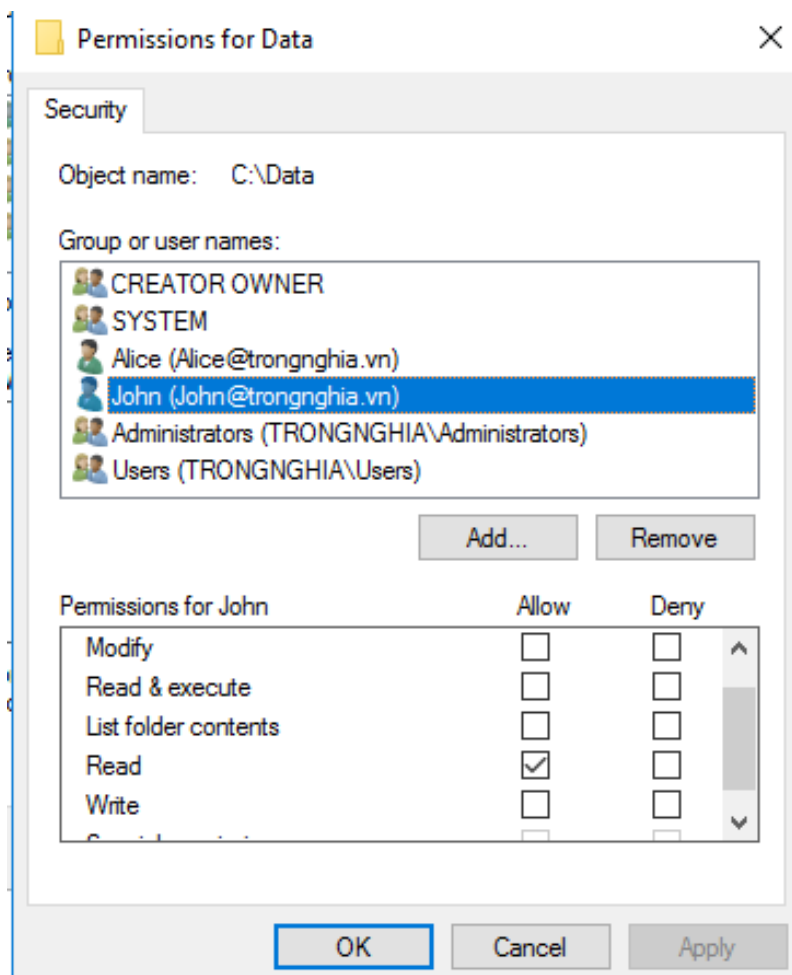 Permissions for Data
Security
Object name: C:\Data
Group or user names:
CREATOR OWNER
SYSTEM
Alice (Alice@trongnghia.vn)
John (John@trongnghia.vn)
Administrators (TRONGNGHIA\Administrators)
Users (TRONGNGHIA\Users)
Add... Remove
Permissions for John Allow Deny
Modify
Read & execute
List folder contents
Read
Write
OK Cancel Apply